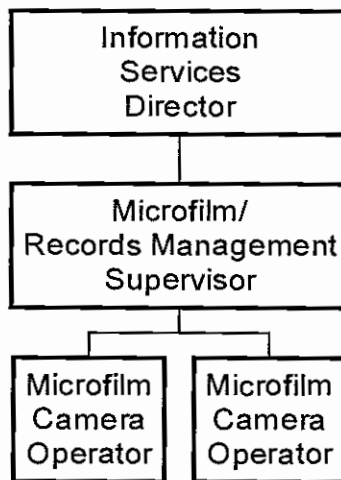 Information
Services
Director
Microfilm/
Records Management
Supervisor
Microfilm
Camera
Operator
Microfilm
Camera
Operator